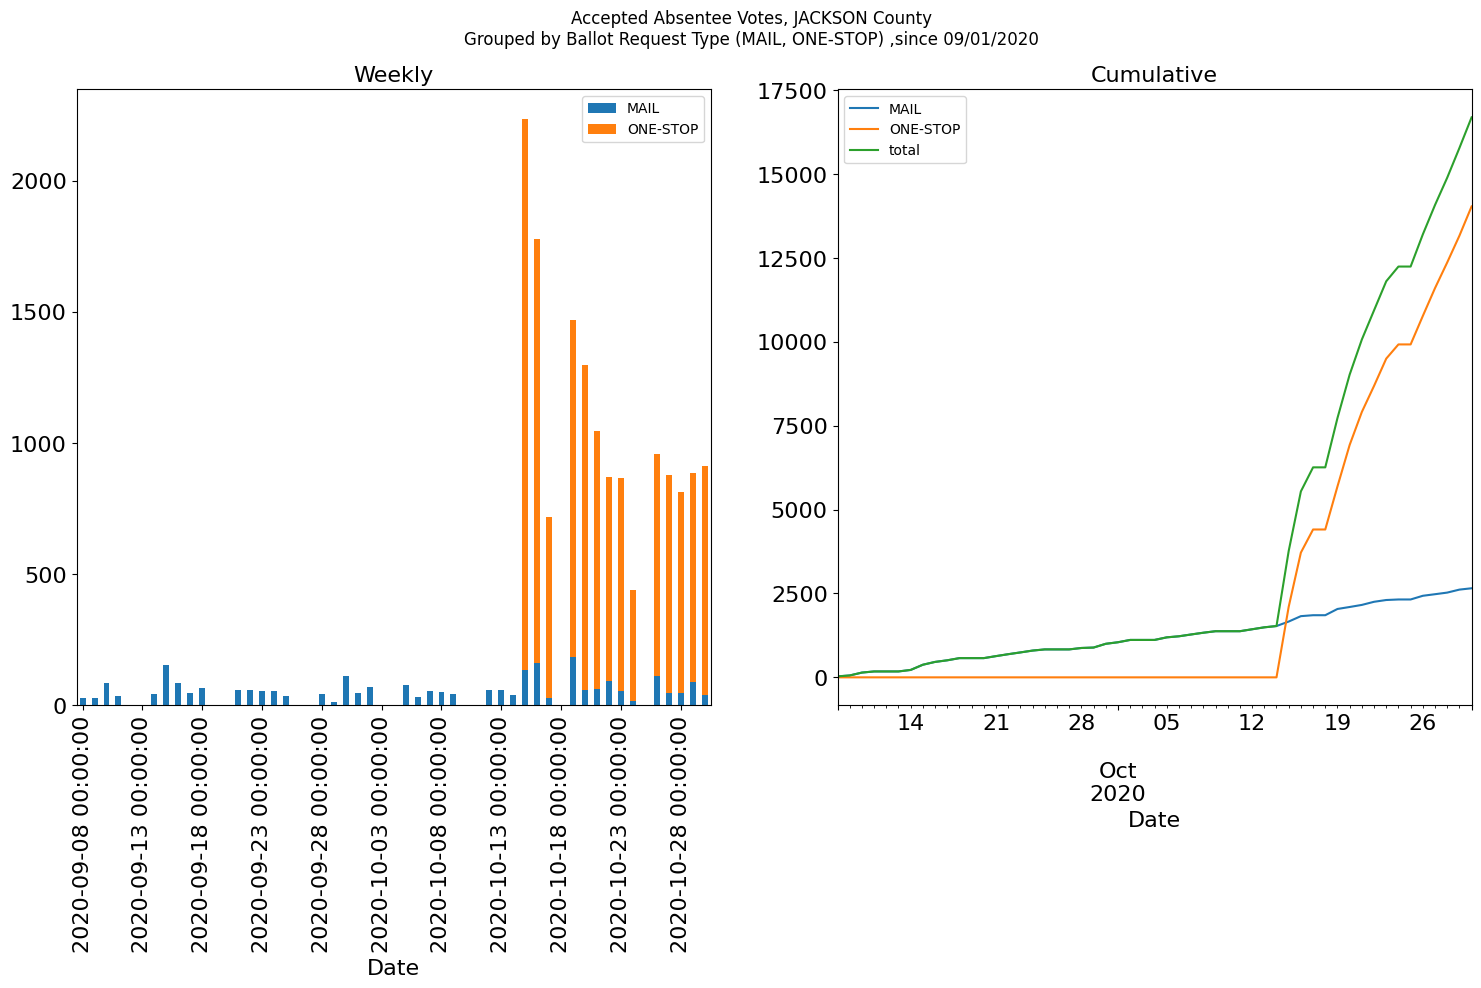 Accepted Absentee Votes, JACKSON County
Grouped by Ballot Request Type (MAIL, ONE-STOP) ,since 09/01/2020
Weekly
MAIL
ONE-STOP
2000
1500
1000
500
0
2020-09-08 00:00:00
2020-09-13 00:00:00
2020-09-18 00:00:00
2020-09-23 00:00:00
2020-09-28 00:00:00
2020-10-03 00:00:00
2020-10-08 00:00:00
2020-10-13 00:00:00
2020-10-18 00:00:00
2020-10-23 00:00:00
2020-10-28 00:00:00
Date
Cumulative
MAIL
ONE-STOP
total
17500
15000
12500
10000
7500
5000
2500
0
14
21
28
05
12
19
26
Oct
2020
Date